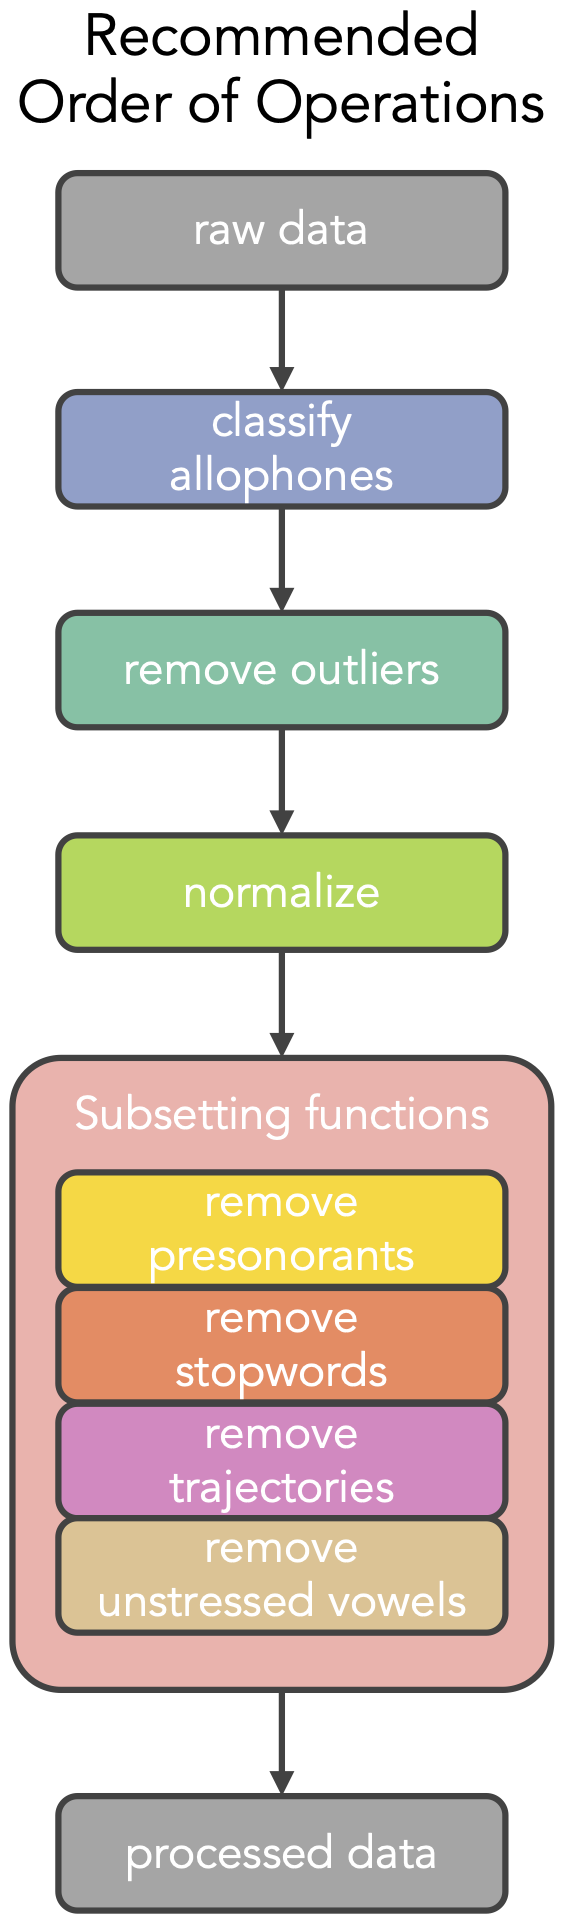 Recommended
Order of Operations
raw data
classify
allophones
remove outliers
normalize
Subsetting functions
remove
presonorants
remove
stopwords
remove
trajectories
remove
unstressed vowels
processed data